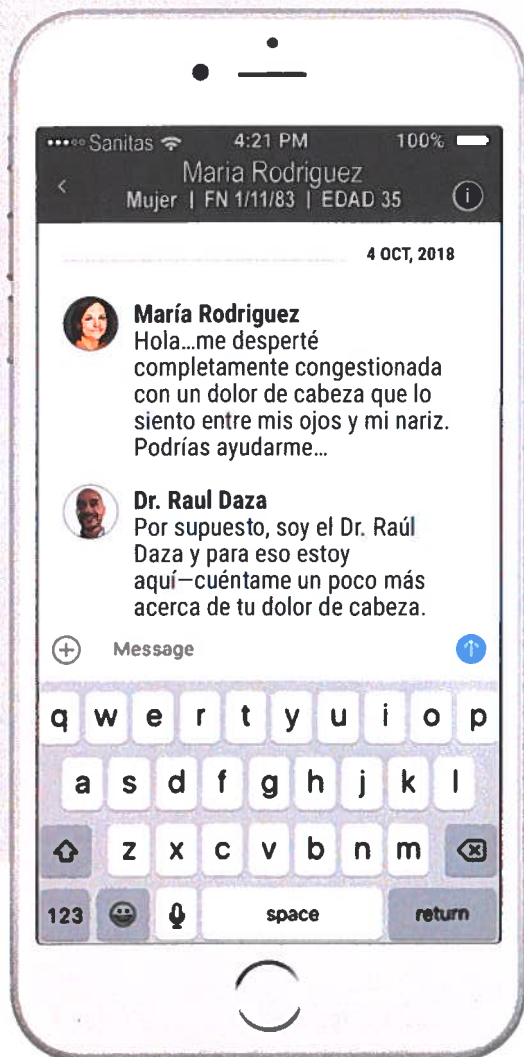 Sanitas 4:21 PM 100%
Maria Rodriguez
Mujer | FN 1/11/83 | EDAD 35
4 OCT, 2018
María Rodriguez
Hola...me desperté
completamente congestionada
con un dolor de cabeza que lo
siento entre mis ojos y mi nariz.
Podrías ayudarme...
Dr. Raul Daza
Por supuesto, soy el Dr. Raúl
Daza y para eso estoy
aquí—cuéntame un poco más
acerca de tu dolor de cabeza.
Message
q w e r t y u i o p
a s d f g h j k l
z x c v b n m
123 space return